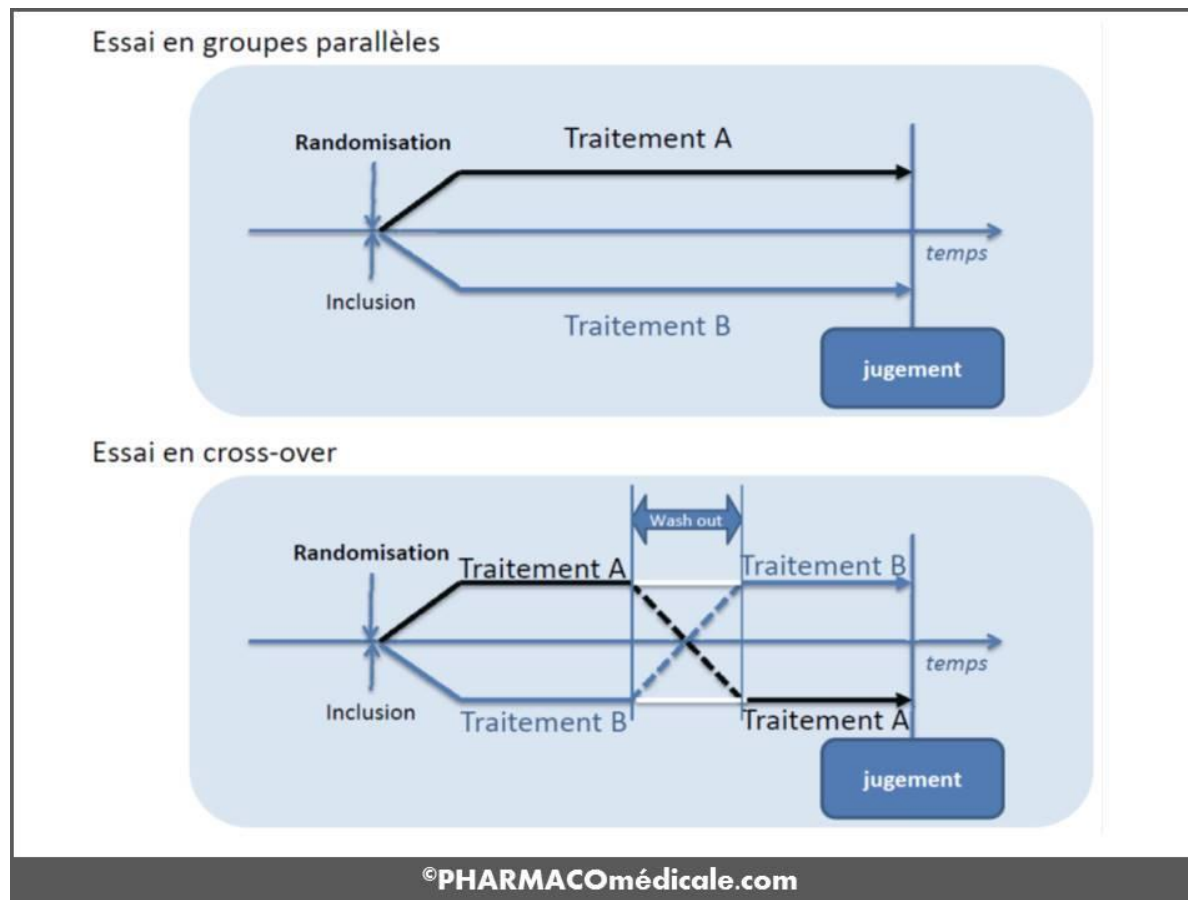 Essai en groupes parallèles
Randomisation
Traitement A
temps
Inclusion
Traitement B
jugement
Essai en cross-over
Wash out
Randomisation
Traitement A
Traitement B
temps
Inclusion
Traitement B
Traitement A
jugement
©PHARMACOmédicale.com